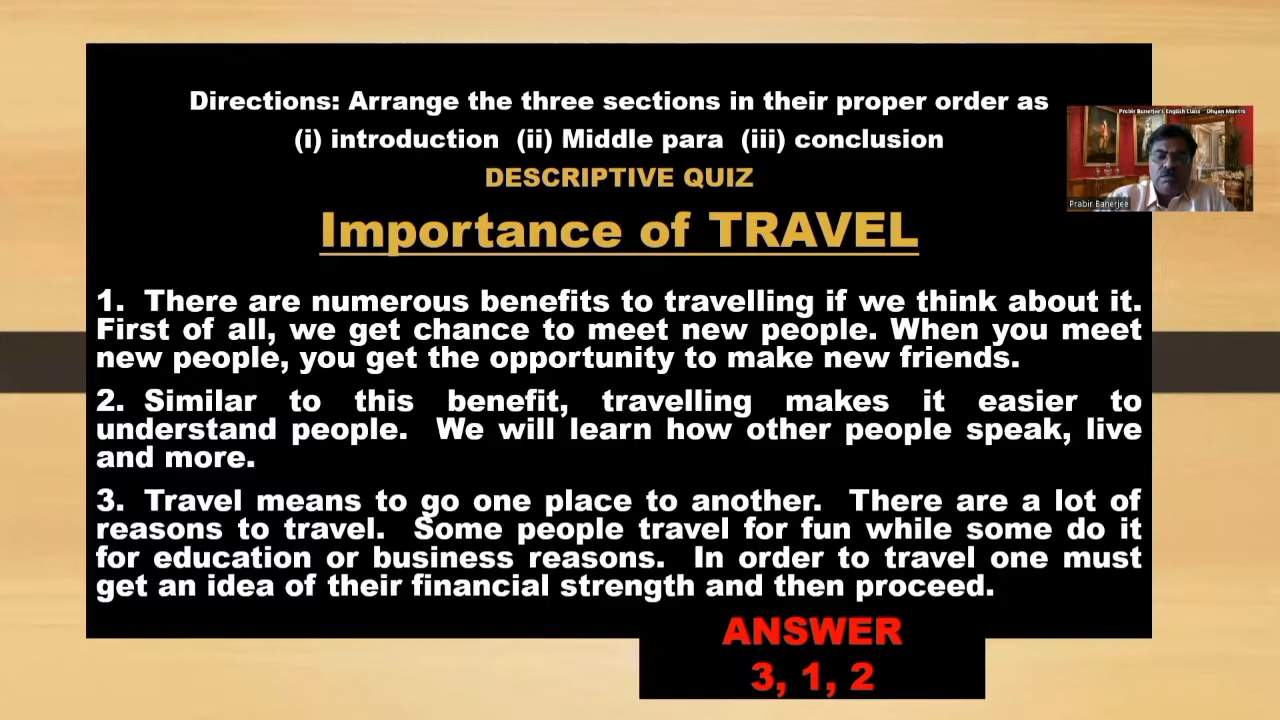 Directions: Arrange the three sections in their proper order as
(i) introduction (ii) Middle para (iii) conclusion
DESCRIPTIVE QUIZ
Importance of TRAVEL
Prabir Banerjee's English Class - Dhyan Mantra
Prabir Banerjee
1. There are numerous benefits to travelling if we think about it.
First of all, we get chance to meet new people. When you meet
new people, you get the opportunity to make new friends.
2. Similar to this benefit, travelling makes it easier to
understand people. We will learn how other people speak, live
and more.
3. Travel means to go one place to another. There are a lot of
reasons to travel. Some people travel for fun while some do it
for education or business reasons. In order to travel one must
get an idea of their financial strength and then proceed.
ANSWER
3, 1, 2